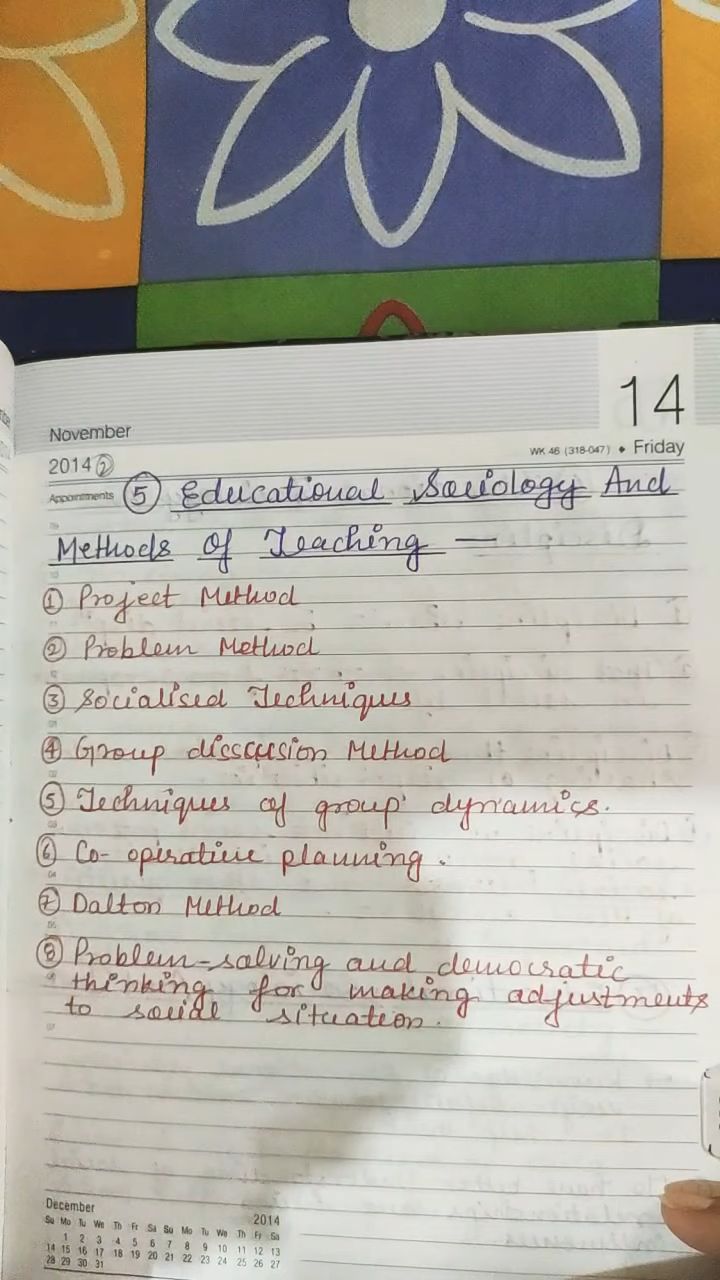 14
November
WK 46 (318-047) • Friday
2014 ②
Appointments ⑤ Educational Sociology And
Methods Of Teaching —
① Project Method
② Problem Method
③ Socialised Techniques
④ Group disscusion Method
⑤ Techniques of group dynamics.
⑥ Co-operative planning.
⑦ Dalton Method
⑧ Problem-solving and democratic
thinking for making adjustments
to social situation.
December 2014
Su Mo Tu We Th Fr Sa Su Mo Tu We Th Fr Sa
1 2 3 4 5 6 7 8 9 10 11 12 13
14 15 16 17 18 19 20 21 22 23 24 25 26 27
28 29 30 31